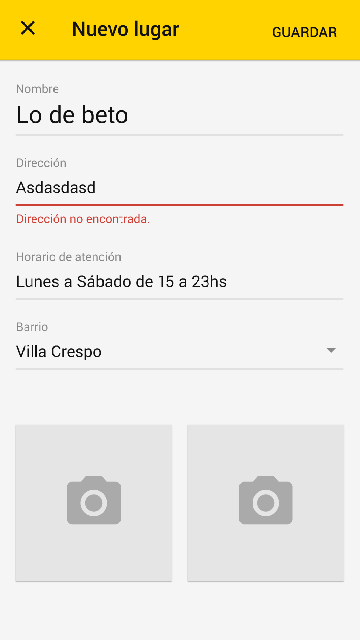 Nuevo lugar
GUARDAR
Nombre
Lo de beto
Dirección
Asdasdasd
Dirección no encontrada.
Horario de atención
Lunes a Sábado de 15 a 23hs
Barrio
Villa Crespo